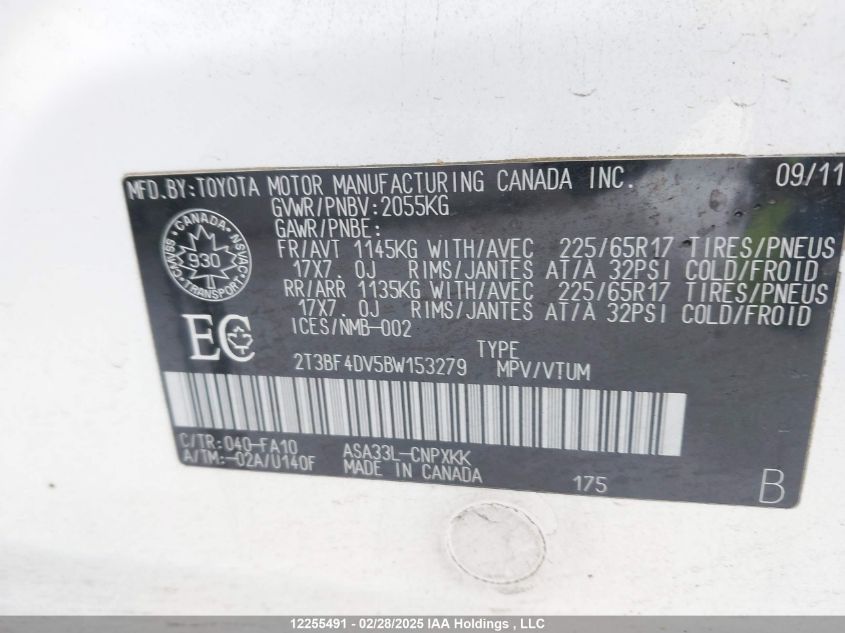 MFD.BY:TOYOTA MOTOR MANUFACTURING CANADA INC. 09/11
GVWR/PNBV:2055KG
GAWR/PNBE:
FR/AVT 1145KG WITH/AVEC 225/65R17 TIRES/PNEUS
17X7.0J RIMS/JANTES AT/A 32PSI COLD/FROID
RR/ARR 1135KG WITH/AVEC 225/65R17 TIRES/PNEUS
17X7.0J RIMS/JANTES AT/A 32PSI COLD/FROID
ICES/NMB-002
CANADA
CMVSS 930 NSVAC
TRANSPORT
EC
TYPE
2T3BF4DV5BW153279 MPV/VTUM
C/TR:040-FA10 ASA33L-CNPXKK
A/TM:-02A/U140F MADE IN CANADA
175 B
12255491 - 02/28/2025 IAA Holdings , LLC